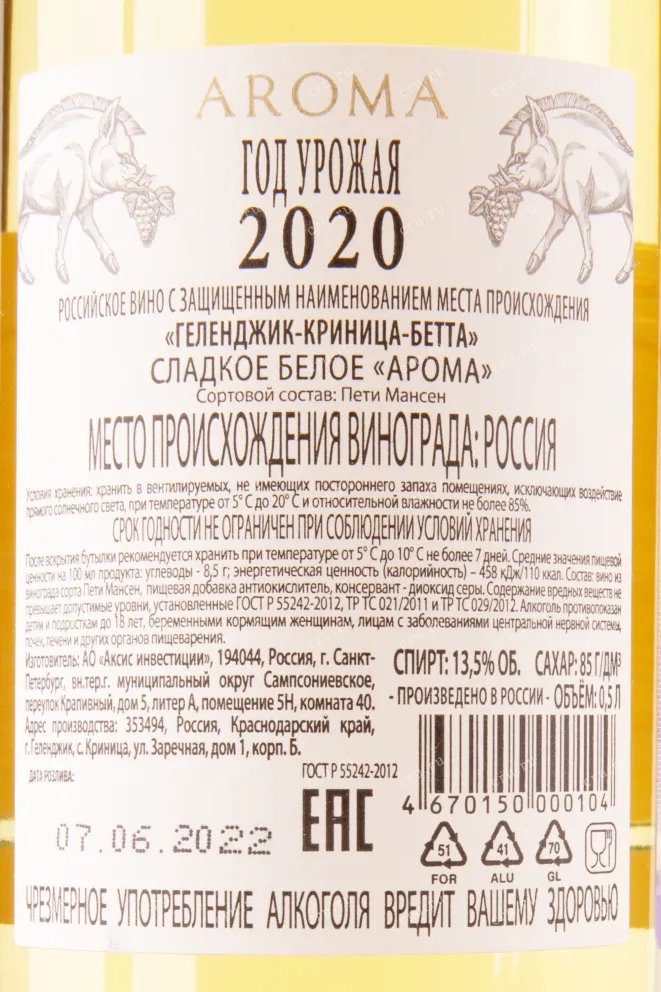 AROMA
ГОД УРОЖАЯ
2020
РОССИЙСКОЕ ВИНО С ЗАЩИЩЕННЫМ НАИМЕНОВАНИЕМ МЕСТА ПРОИСХОЖДЕНИЯ
«ГЕЛЕНДЖИК-КРИНИЦА-БЕТТА»
СЛАДКОЕ БЕЛОЕ «АРОМА»
Сортовой состав: Пети Мансен
МЕСТО ПРОИСХОЖДЕНИЯ ВИНОГРАДА: РОССИЯ
Условия хранения: хранить в вентилируемых, не имеющих постороннего запаха помещениях, исключающих воздействие
прямого солнечного света, при температуре от 5° С до 20° С и относительной влажности не более 85%.
СРОК ГОДНОСТИ НЕ ОГРАНИЧЕН ПРИ СОБЛЮДЕНИИ УСЛОВИЙ ХРАНЕНИЯ
После вскрытия бутылки рекомендуется хранить при температуре от 5° С до 10° С не более 7 дней. Средние значения пищевой
ценности на 100 мл продукта: углеводы - 8,5 г; энергетическая ценность (калорийность) – 458 кДж/110 ккал. Состав: вино из
винограда сорта Пети Мансен, пищевая добавка антиокислитель, консервант - диоксид серы. Содержание вредных веществ не
превышает допустимые уровни, установленные ГОСТ Р 55242-2012, ТР ТС 021/2011 и ТР ТС 029/2012. Алкоголь противопоказан
детям и подросткам до 18 лет, беременным кормящим женщинам, лицам с заболеваниями центральной нервной системы,
почек, печени и других органов пищеварения.
Изготовитель: АО «Аксис инвестиции», 194044, Россия, г. Санкт-
Петербург, вн.тер.г. муниципальный округ Сампсониевское,
переулок Крапивный, дом 5, литер А, помещение 5Н, комната 40.
Адрес производства: 353494, Россия, Краснодарский край,
г. Геленджик, с. Криница, ул. Заречная, дом 1, корп. Б.
СПИРТ: 13,5% ОБ. САХАР: 85 Г/ДМ³
- ПРОИЗВЕДЕНО В РОССИИ - ОБЪЁМ: 0,5 Л
ДАТА РОЗЛИВА:
07.06.2022
ГОСТ Р 55242-2012
EAC
4 670150 000104
51 41 70
FOR ALU GL
ЧРЕЗМЕРНОЕ УПОТРЕБЛЕНИЕ АЛКОГОЛЯ ВРЕДИТ ВАШЕМУ ЗДОРОВЬЮ